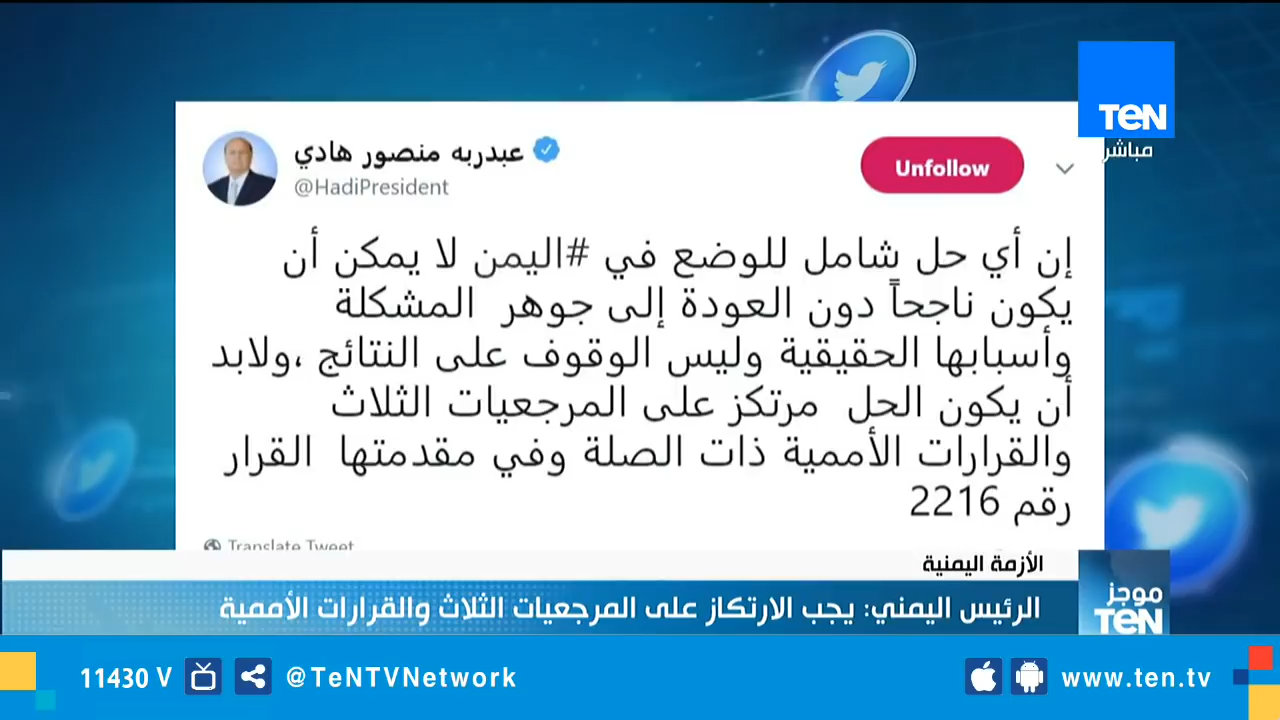 TeN
مباشر
عبدربه منصور هادي
@HadiPresident
Unfollow
إن أي حل شامل للوضع في #اليمن لا يمكن أن
يكون ناجحاً دون العودة إلى جوهر المشكلة
وأسبابها الحقيقية وليس الوقوف على النتائج ،ولابد
أن يكون الحل مرتكز على المرجعيات الثلاث
والقرارات الأممية ذات الصلة وفي مقدمتها القرار
رقم 2216
Translate Tweet
الأزمة اليمنية
الرئيس اليمني: يجب الارتكاز على المرجعيات الثلاث والقرارات الأممية
موجز
TEN
11430 V
@TeNTVNetwork
www.ten.tv